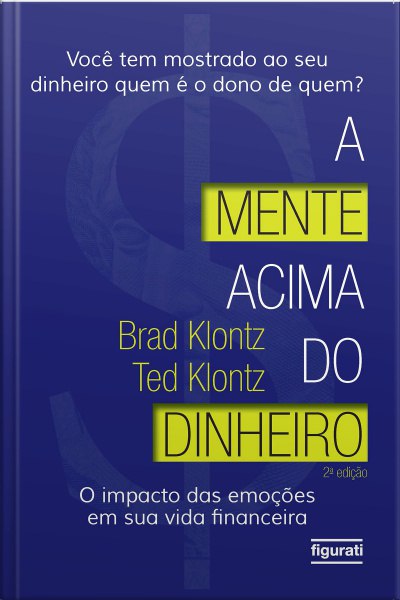 Você tem mostrado ao seu
dinheiro quem é o dono de quem?
A
MENTE
ACIMA
DO
DINHEIRO
Brad Klontz
Ted Klontz
2ª edição
O impacto das emoções
em sua vida financeira
figurati